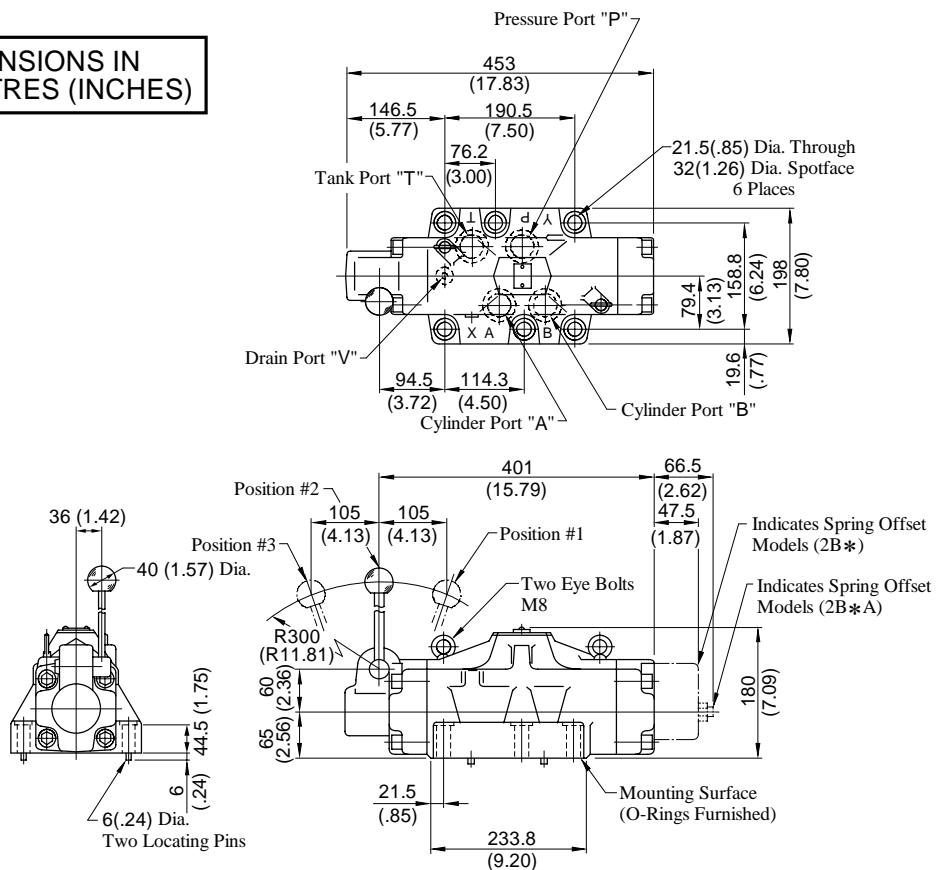 NSIONS IN
TRES (INCHES)
Pressure Port "P"
453
(17.83)
146.5
(5.77)
190.5
(7.50)
76.2
(3.00)
21.5(.85) Dia. Through
32(1.26) Dia. Spotface
6 Places
Tank Port "T"
T
P
Y
X
A
B
79.4
(3.13)
158.8
(6.24)
198
(7.80)
19.6
(.77)
Drain Port "V"
94.5
(3.72)
114.3
(4.50)
Cylinder Port "A"
Cylinder Port "B"
401
(15.79)
66.5
(2.62)
47.5
(1.87)
Position #2
105
(4.13)
105
(4.13)
Position #3
Position #1
36 (1.42)
40 (1.57) Dia.
Indicates Spring Offset
Models (2B*)
Indicates Spring Offset
Models (2B*A)
Two Eye Bolts
M8
R300
(R11.81)
60
(2.36)
65
(2.56)
180
(7.09)
44.5 (1.75)
6
(.24)
6(.24) Dia.
Two Locating Pins
21.5
(.85)
233.8
(9.20)
Mounting Surface
(O-Rings Furnished)